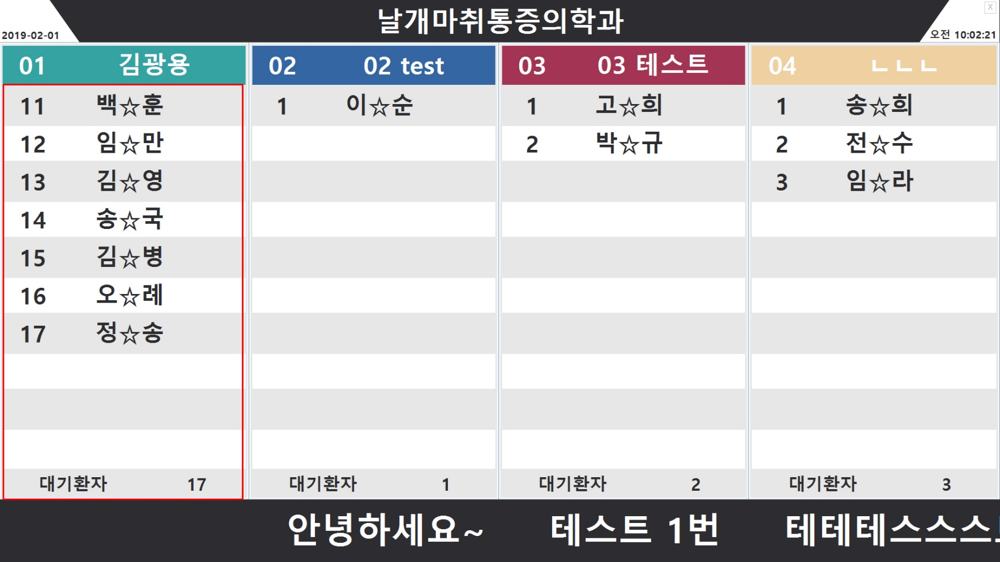 날개마취통증의학과
X
2019-02-01
오전 10:02:21
01 김광용
11 백☆훈
12 임☆만
13 김☆영
14 송☆국
15 김☆병
16 오☆례
17 정☆송
대기환자 17
02 02 test
1 이☆순
대기환자 1
03 03 테스트
1 고☆희
2 박☆규
대기환자 2
04 ㄴㄴㄴ
1 송☆희
2 전☆수
3 임☆라
대기환자 3
안녕하세요~ 테스트 1번 테테테스스스